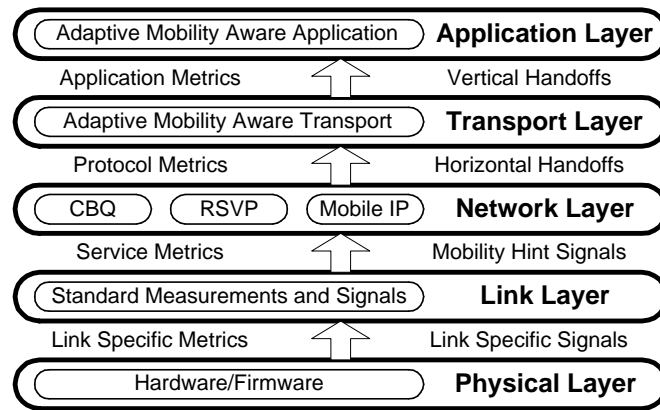 Adaptive Mobility Aware Application Application Layer
Application Metrics Vertical Handoffs
Adaptive Mobility Aware Transport Transport Layer
Protocol Metrics Horizontal Handoffs
CBQ RSVP Mobile IP Network Layer
Service Metrics Mobility Hint Signals
Standard Measurements and Signals Link Layer
Link Specific Metrics Link Specific Signals
Hardware/Firmware Physical Layer